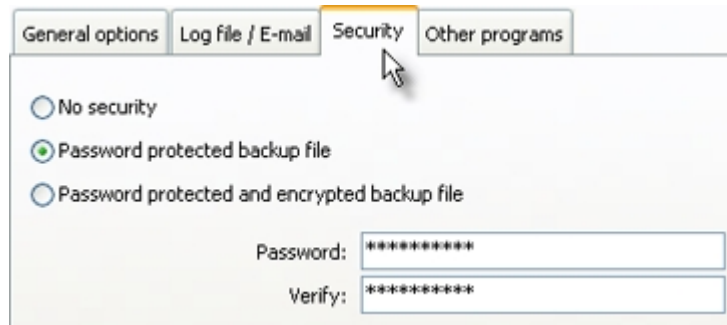 General options Log file / E-mail Security Other programs
No security
Password protected backup file
Password protected and encrypted backup file
Password: **********
Verify: **********